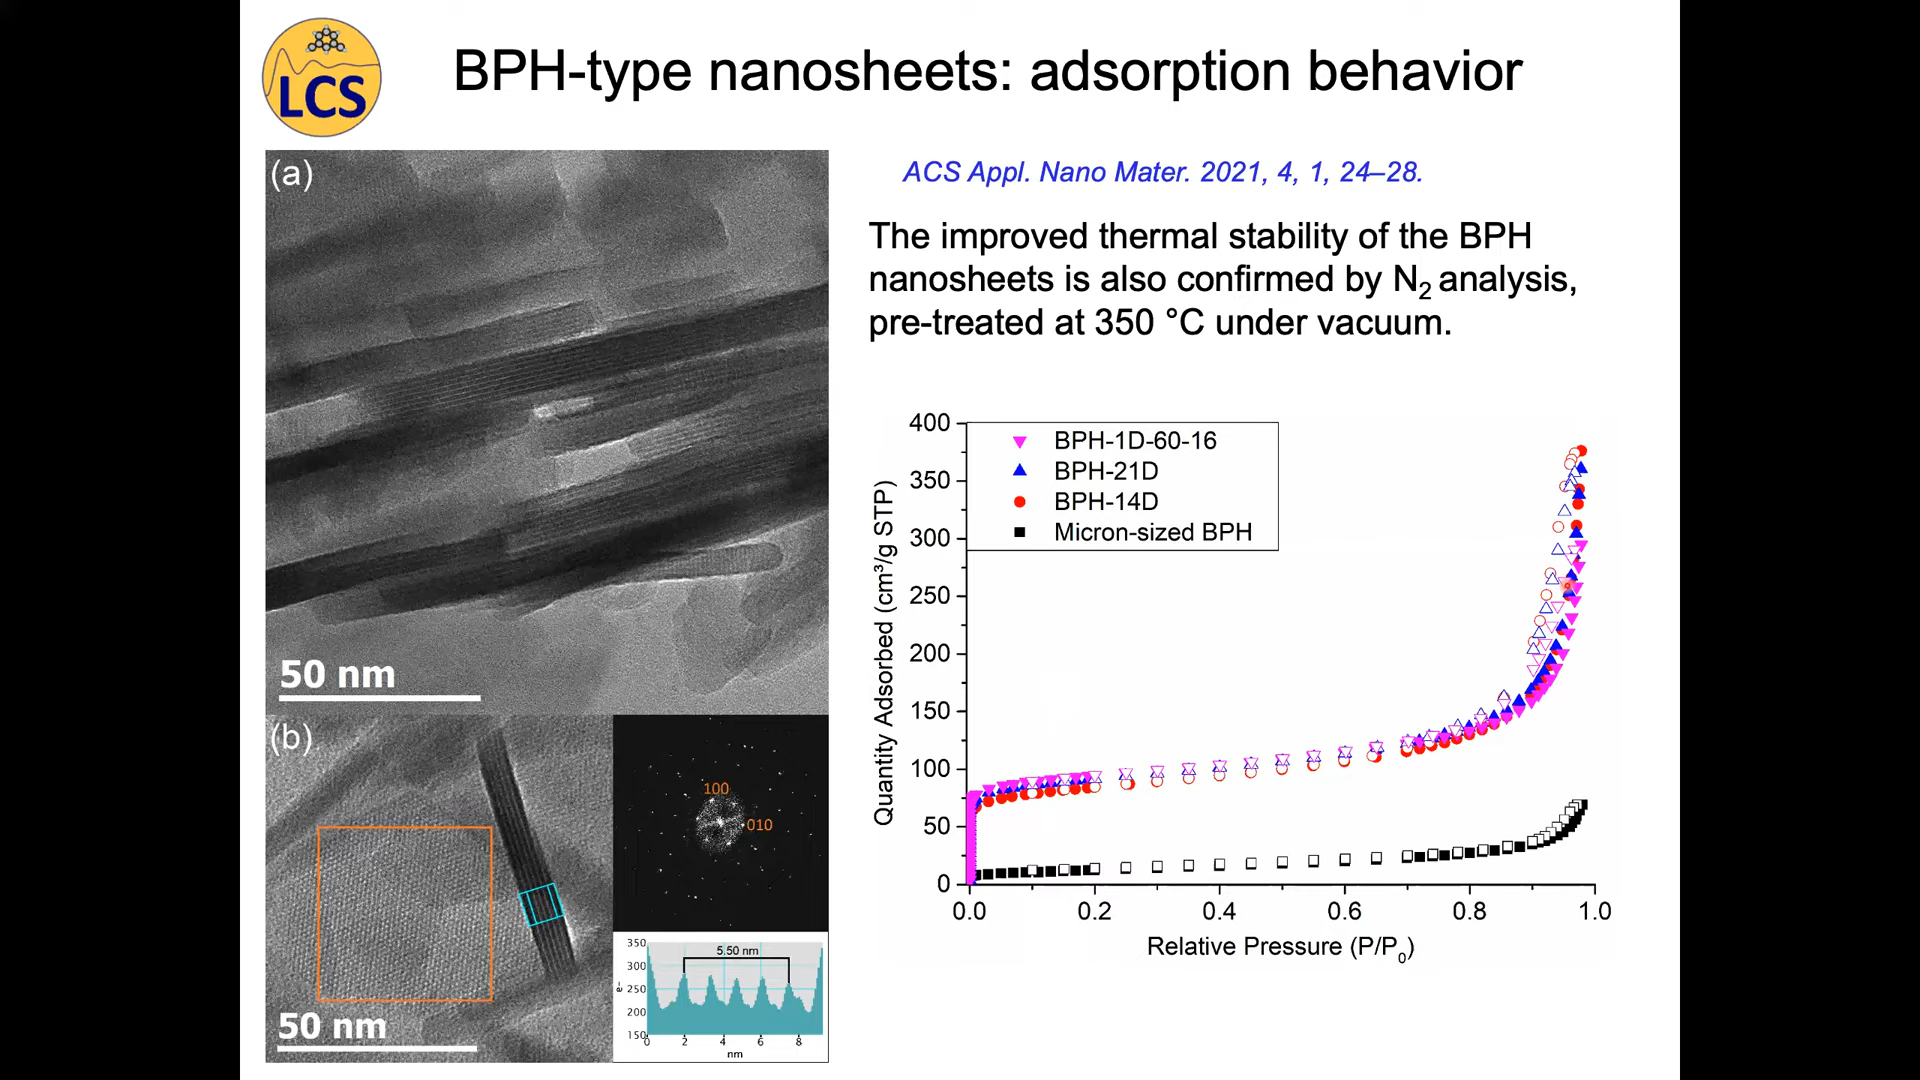 LCS
BPH-type nanosheets: adsorption behavior
(a)
50 nm
(b)
50 nm
100
010
5.50 nm
350
300
250
200
150
e-
0 2 4 6 8
nm
ACS Appl. Nano Mater. 2021, 4, 1, 24–28.
The improved thermal stability of the BPH
nanosheets is also confirmed by N₂ analysis,
pre-treated at 350 °C under vacuum.
BPH-1D-60-16
BPH-21D
BPH-14D
Micron-sized BPH
Quantity Adsorbed (cm³/g STP)
400
350
300
250
200
150
100
50
0
0.0 0.2 0.4 0.6 0.8 1.0
Relative Pressure (P/P₀)